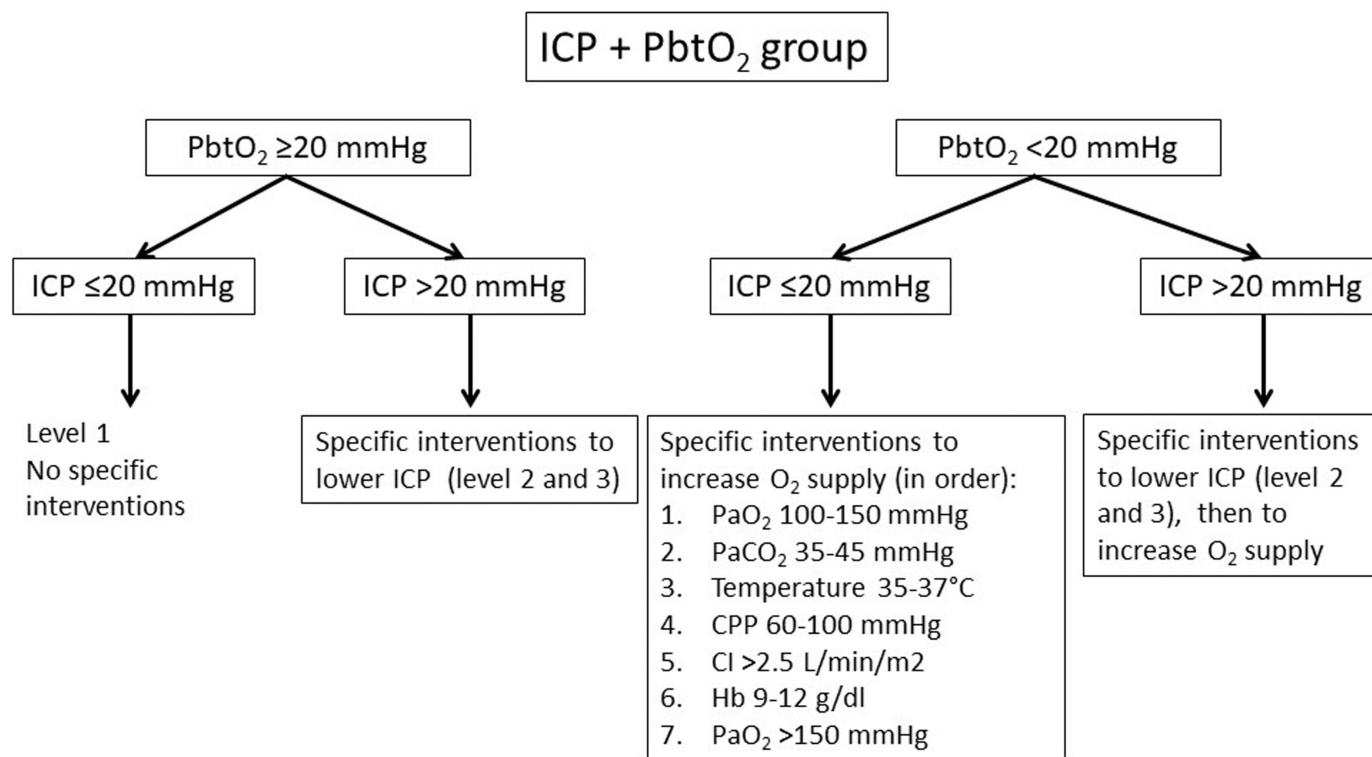 ICP + PbtO₂ group
PbtO₂ ≥20 mmHg
PbtO₂ <20 mmHg
ICP ≤20 mmHg
ICP >20 mmHg
ICP ≤20 mmHg
ICP >20 mmHg
Level 1
No specific
interventions
Specific interventions to
lower ICP (level 2 and 3)
Specific interventions to
increase O₂ supply (in order):
1. PaO₂ 100-150 mmHg
2. PaCO₂ 35-45 mmHg
3. Temperature 35-37°C
4. CPP 60-100 mmHg
5. CI >2.5 L/min/m2
6. Hb 9-12 g/dl
7. PaO₂ >150 mmHg
Specific interventions
to lower ICP (level 2
and 3), then to
increase O₂ supply